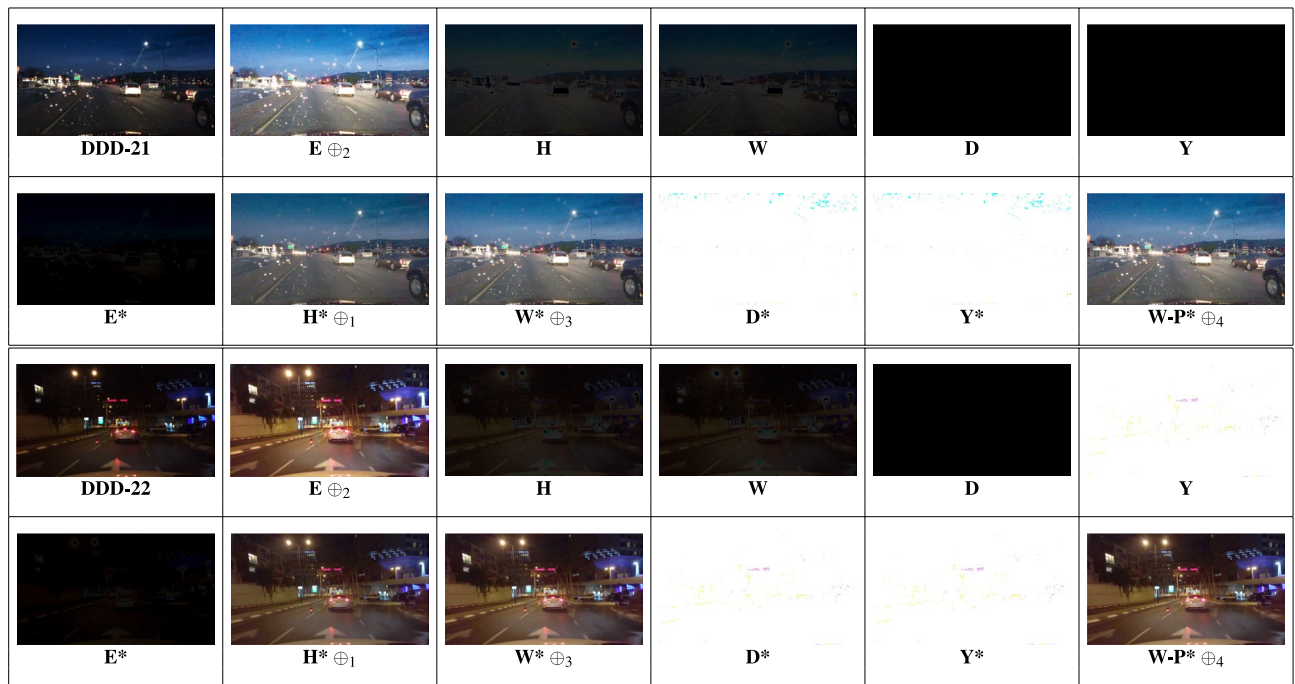 DDD-21 E ⊕₂ H W D Y
E* H* ⊕₁ W* ⊕₃ D* Y* W-P* ⊕₄
DDD-22 E ⊕₂ H W D Y
E* H* ⊕₁ W* ⊕₃ D* Y* W-P* ⊕₄